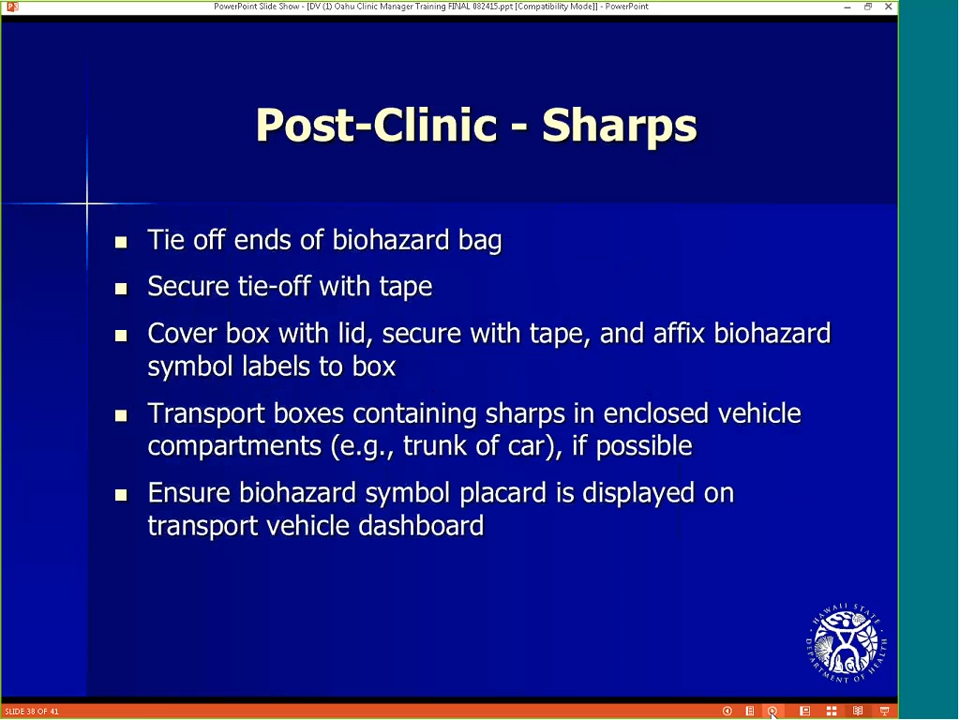 PowerPoint Slide Show - [DV (1) Oahu Clinic Manager Training FINAL 082415.ppt [Compatibility Mode]] - PowerPoint
Post-Clinic - Sharps
Tie off ends of biohazard bag
Secure tie-off with tape
Cover box with lid, secure with tape, and affix biohazard
symbol labels to box
Transport boxes containing sharps in enclosed vehicle
compartments (e.g., trunk of car), if possible
Ensure biohazard symbol placard is displayed on
transport vehicle dashboard
HAWAII STATE
DEPARTMENT OF HEALTH
SLIDE 38 OF 41